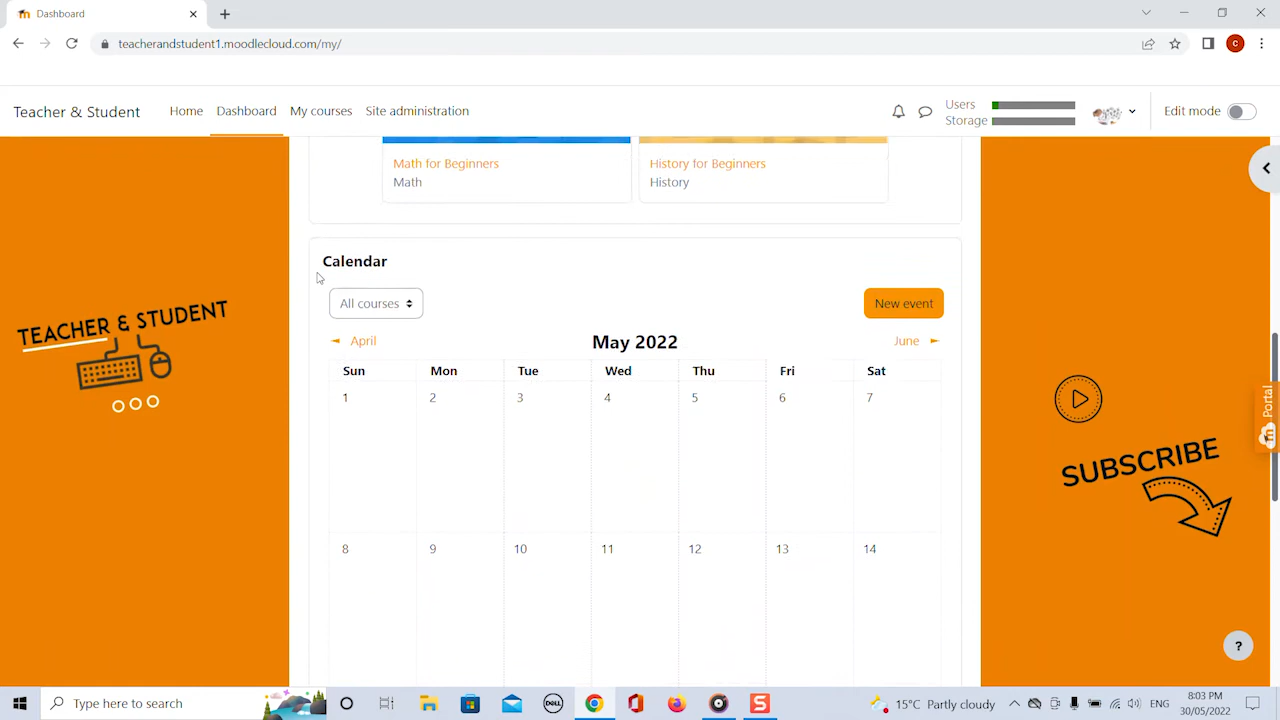 Dashboard
teacherandstudent1.moodlecloud.com/my/
C
Teacher & Student
Home
Dashboard
My courses
Site administration
Users
Storage
Edit mode
Math for Beginners
Math
History for Beginners
History
Calendar
All courses
New event
April
May 2022
June
Sun Mon Tue Wed Thu Fri Sat
1 2 3 4 5 6 7
8 9 10 11 12 13 14
TEACHER & STUDENT
SUBSCRIBE
Portal
?
Type here to search
DELL
S
15°C Partly cloudy
ENG
8:03 PM
30/05/2022